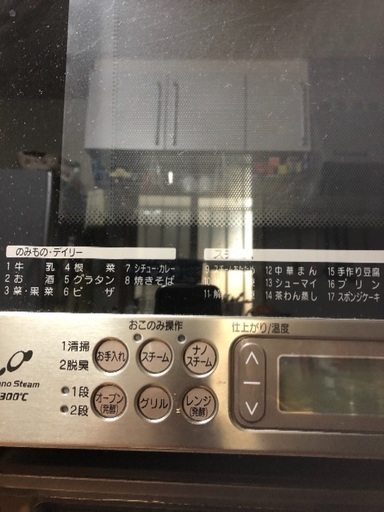 のみもの・デイリー
1 牛乳 4 根菜 7 シチュー・カレー
2 お酒 5 グラタン 8 焼きそば
3 葉・果菜 6 ピザ
12 中華まん 15 手作り豆腐
13 シューマイ 16 プリン
11 14 茶わん蒸し 17 スポンジケーキ
おこのみ操作
仕上がり/温度
1清掃
2脱臭
お手入れ
スチーム
ナノスチーム
no Steam
300℃
1段
2段
オーブン(発酵)
グリル
レンジ(発酵)